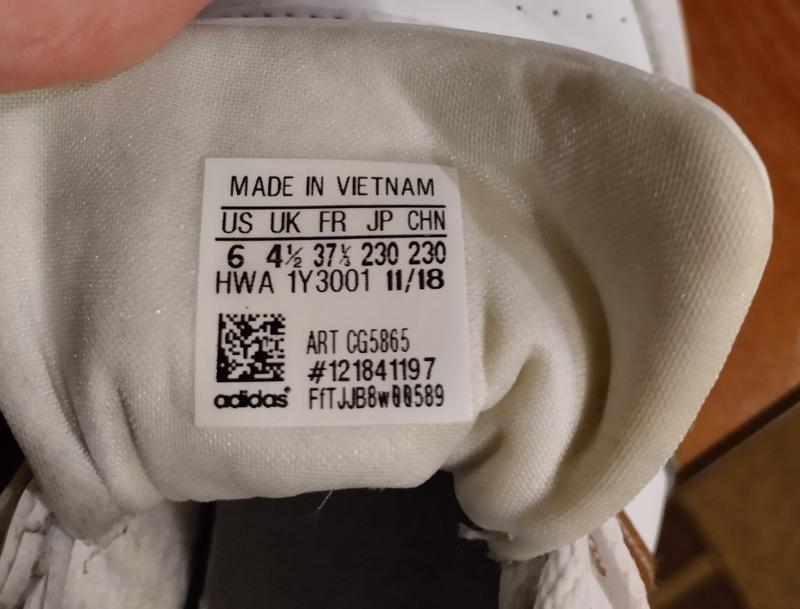 MADE IN VIETNAM
US UK FR JP CHN
6 4½ 37⅓ 230 230
HWA 1Y3001 11/18
ART CG5865
#121841197
adidas® FfTJJB8w00589